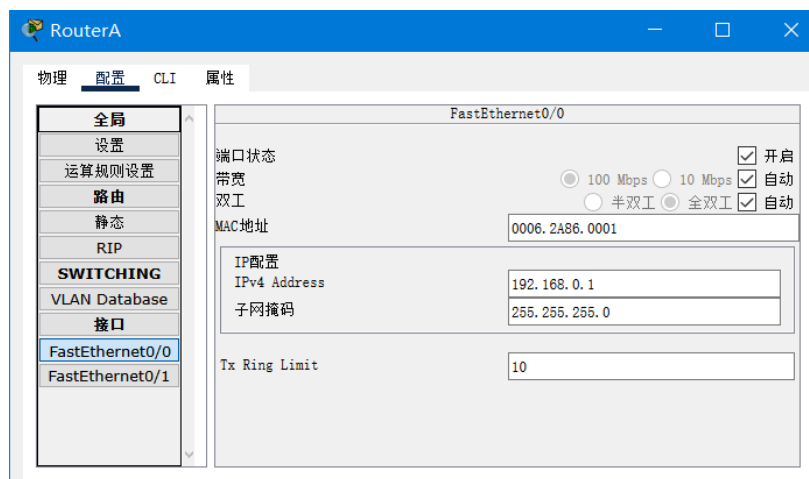 RouterA
物理 配置 CLI 属性
全局
设置
运算规则设置
路由
静态
RIP
SWITCHING
VLAN Database
接口
FastEthernet0/0
FastEthernet0/1
FastEthernet0/0
端口状态 开启
带宽 100 Mbps 10 Mbps 自动
双工 半双工 全双工 自动
MAC地址 0006.2A86.0001
IP配置
IPv4 Address 192.168.0.1
子网掩码 255.255.255.0
Tx Ring Limit 10